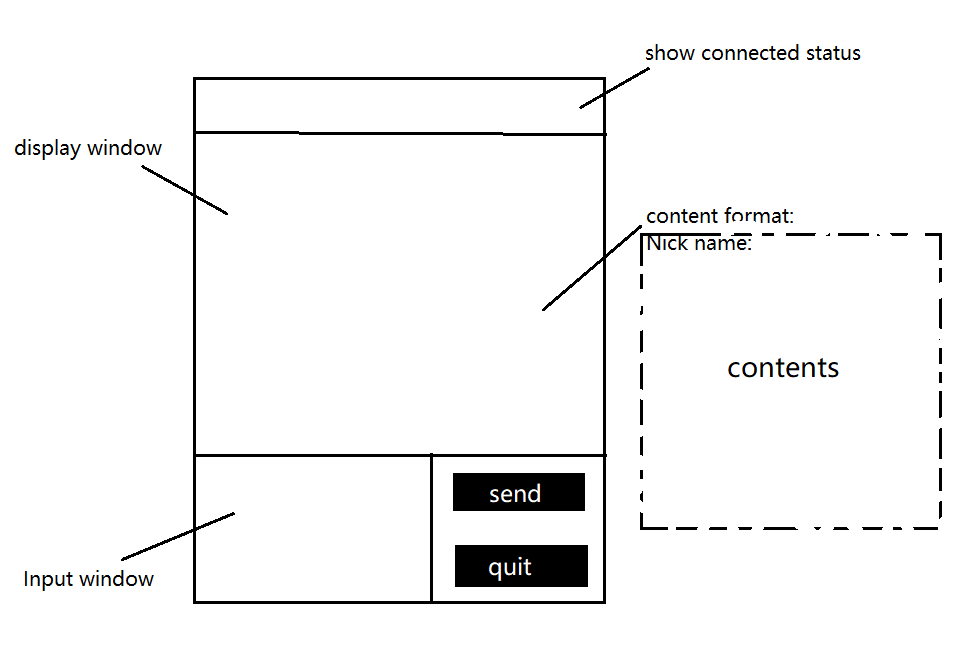 show connected status
display window
content format:
Nick name:
contents
send
quit
Input window